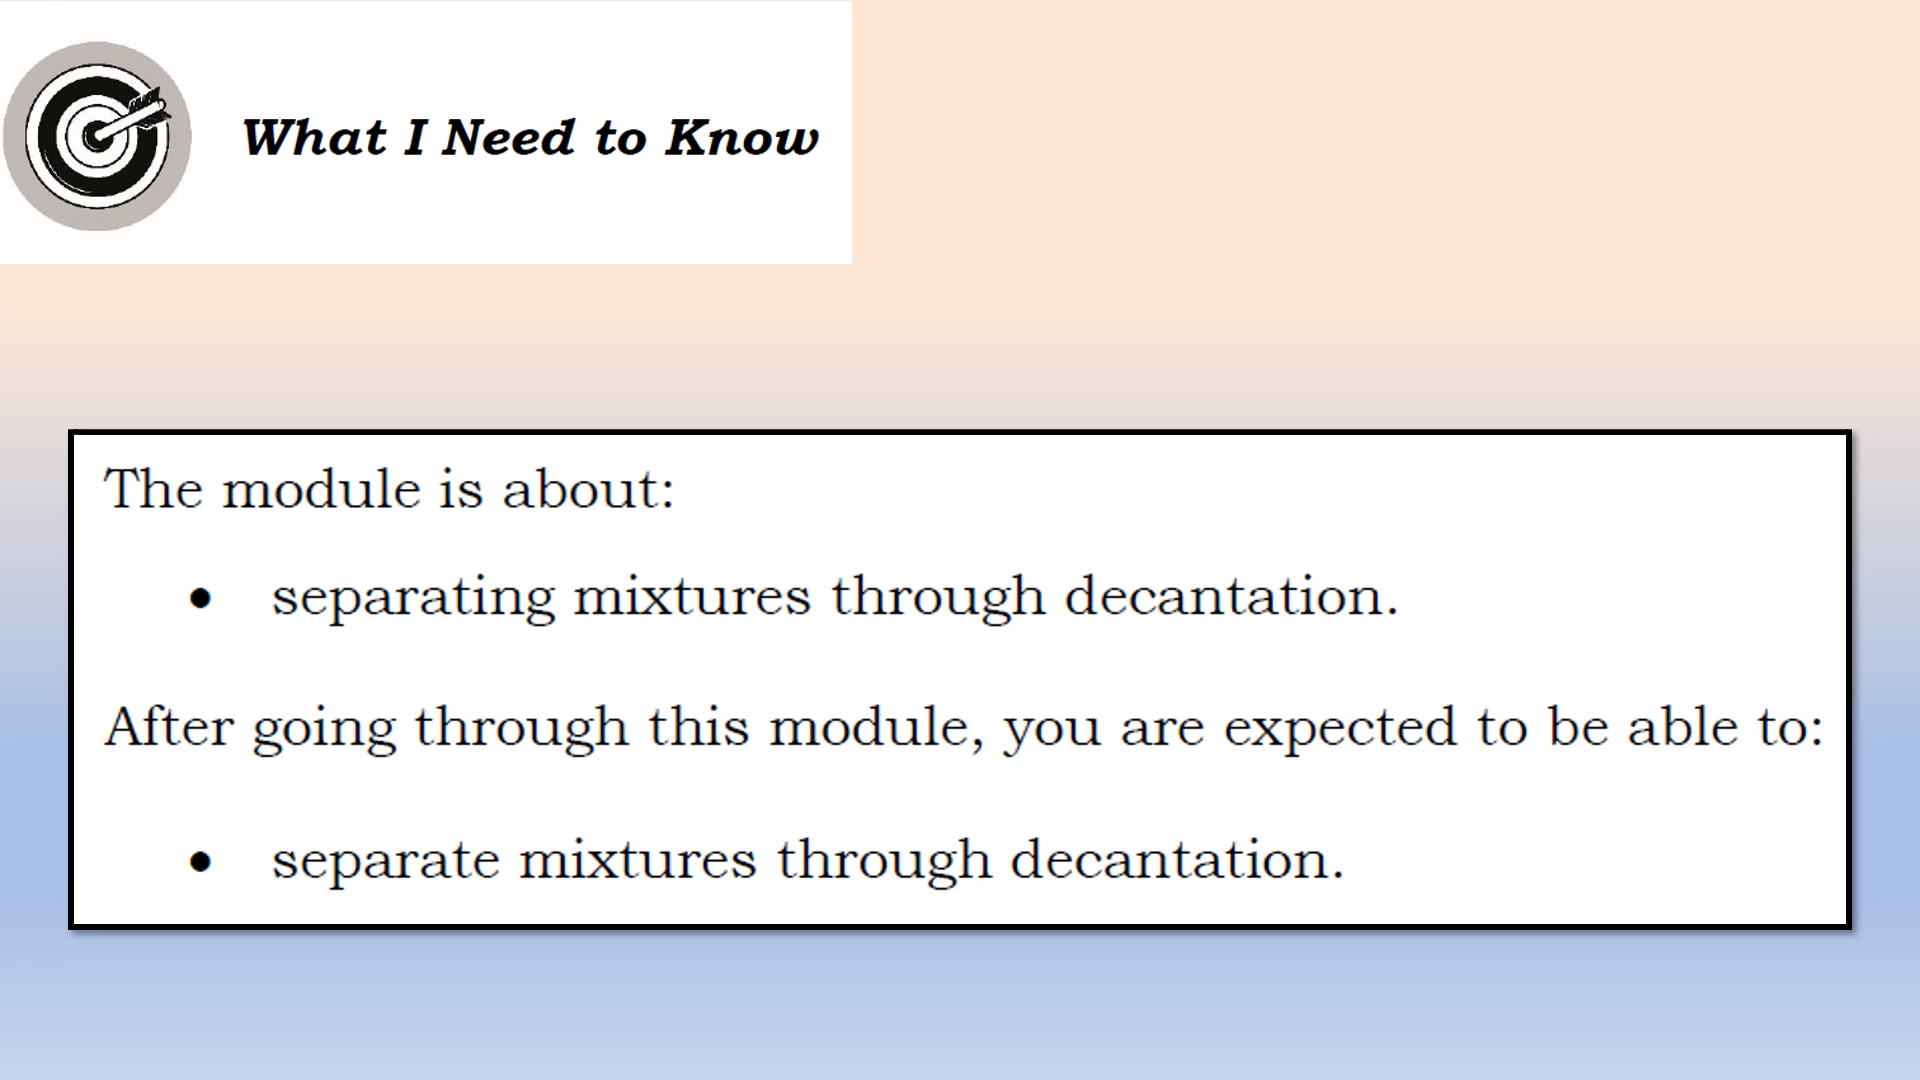 What I Need to Know
The module is about:
• separating mixtures through decantation.
After going through this module, you are expected to be able to:
• separate mixtures through decantation.